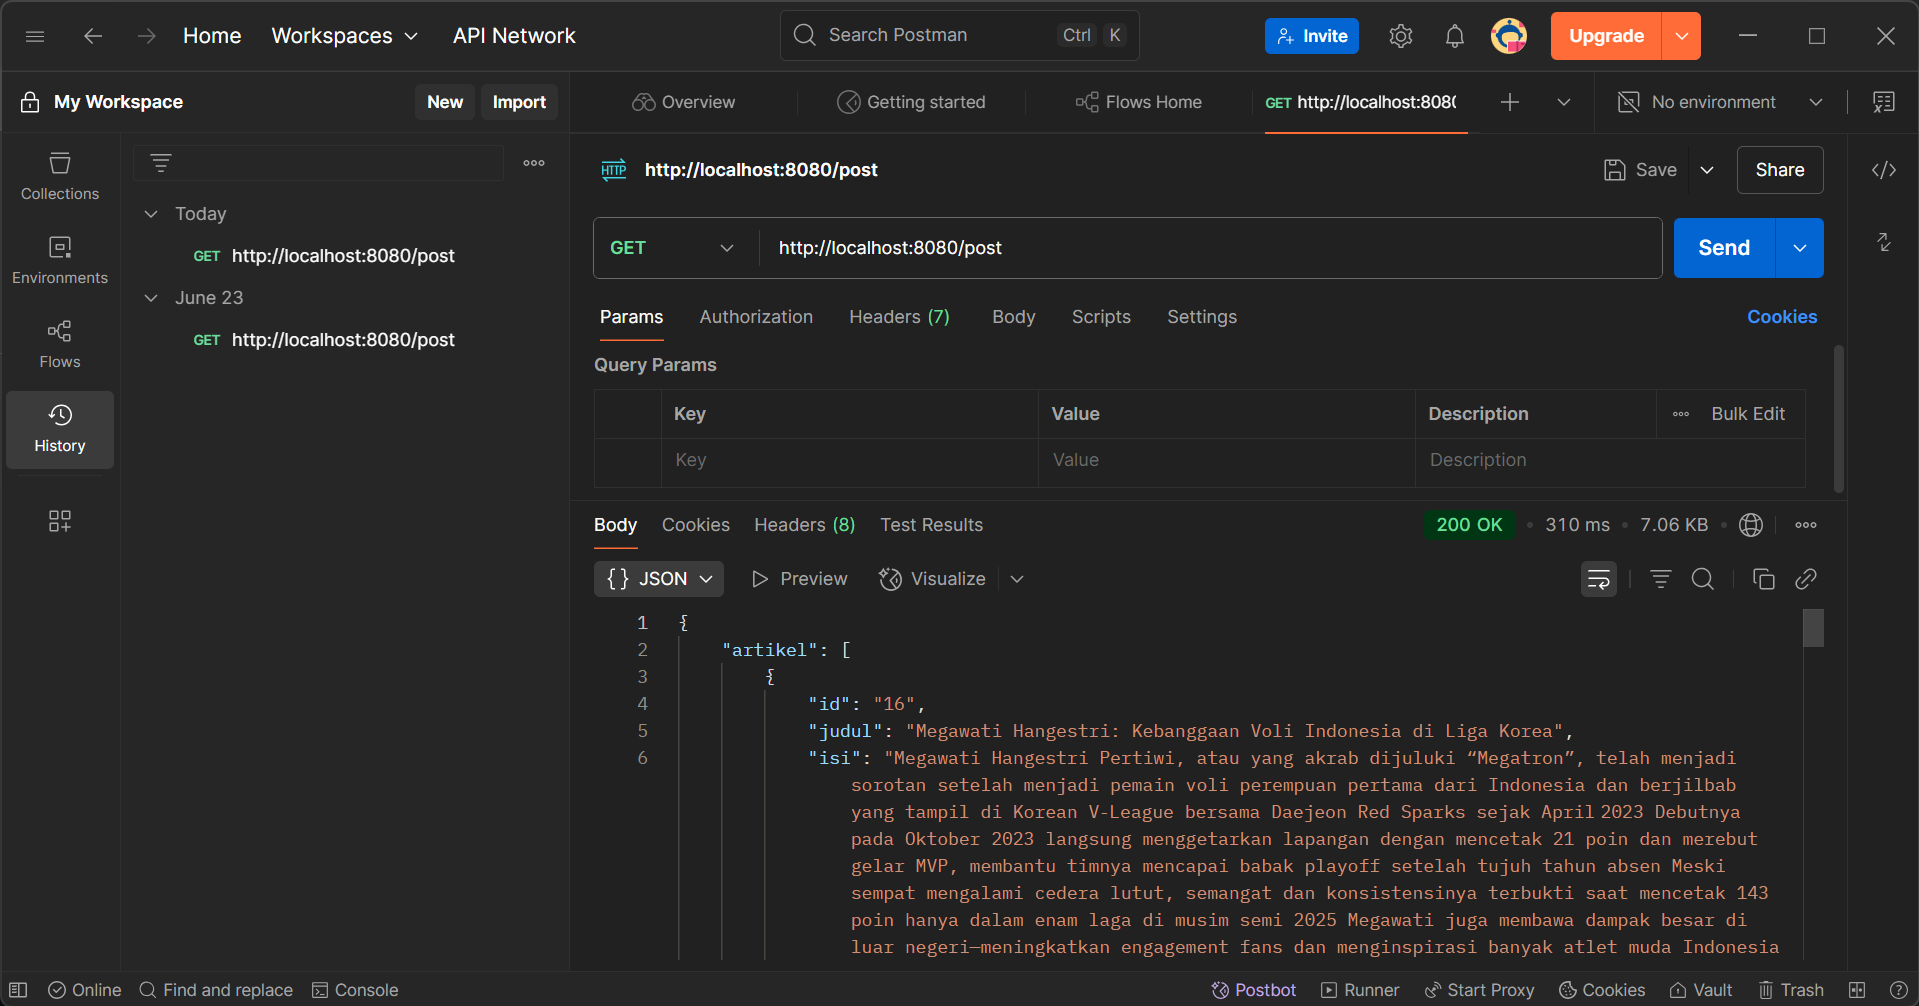 Home Workspaces API Network Search Postman Ctrl K Invite Upgrade
My Workspace New Import Overview Getting started Flows Home GET http://localhost:808 No environment
Collections
Environments
Flows
History
Today
GET http://localhost:8080/post
June 23
GET http://localhost:8080/post
HTTP http://localhost:8080/post Save Share
GET http://localhost:8080/post Send
Params Authorization Headers (7) Body Scripts Settings Cookies
Query Params
Key Value Description Bulk Edit
Key Value Description
Body Cookies Headers (8) Test Results 200 OK • 310 ms • 7.06 KB •
{} JSON Preview Visualize
1 {
2 "artikel": [
3 {
4 "id": "16",
5 "judul": "Megawati Hangestri: Kebanggaan Voli Indonesia di Liga Korea",
6 "isi": "Megawati Hangestri Pertiwi, atau yang akrab dijuluki “Megatron”, telah menjadi
sorotan setelah menjadi pemain voli perempuan pertama dari Indonesia dan berjilbab
yang tampil di Korean V-League bersama Daejeon Red Sparks sejak April 2023 Debutnya
pada Oktober 2023 langsung menggetarkan lapangan dengan mencetak 21 poin dan merebut
gelar MVP, membantu timnya mencapai babak playoff setelah tujuh tahun absen Meski
sempat mengalami cedera lutut, semangat dan konsistensinya terbukti saat mencetak 143
poin hanya dalam enam laga di musim semi 2025 Megawati juga membawa dampak besar di
luar negeri—meningkatkan engagement fans dan menginspirasi banyak atlet muda Indonesia
Online Find and replace Console Postbot Runner Start Proxy Cookies Vault Trash